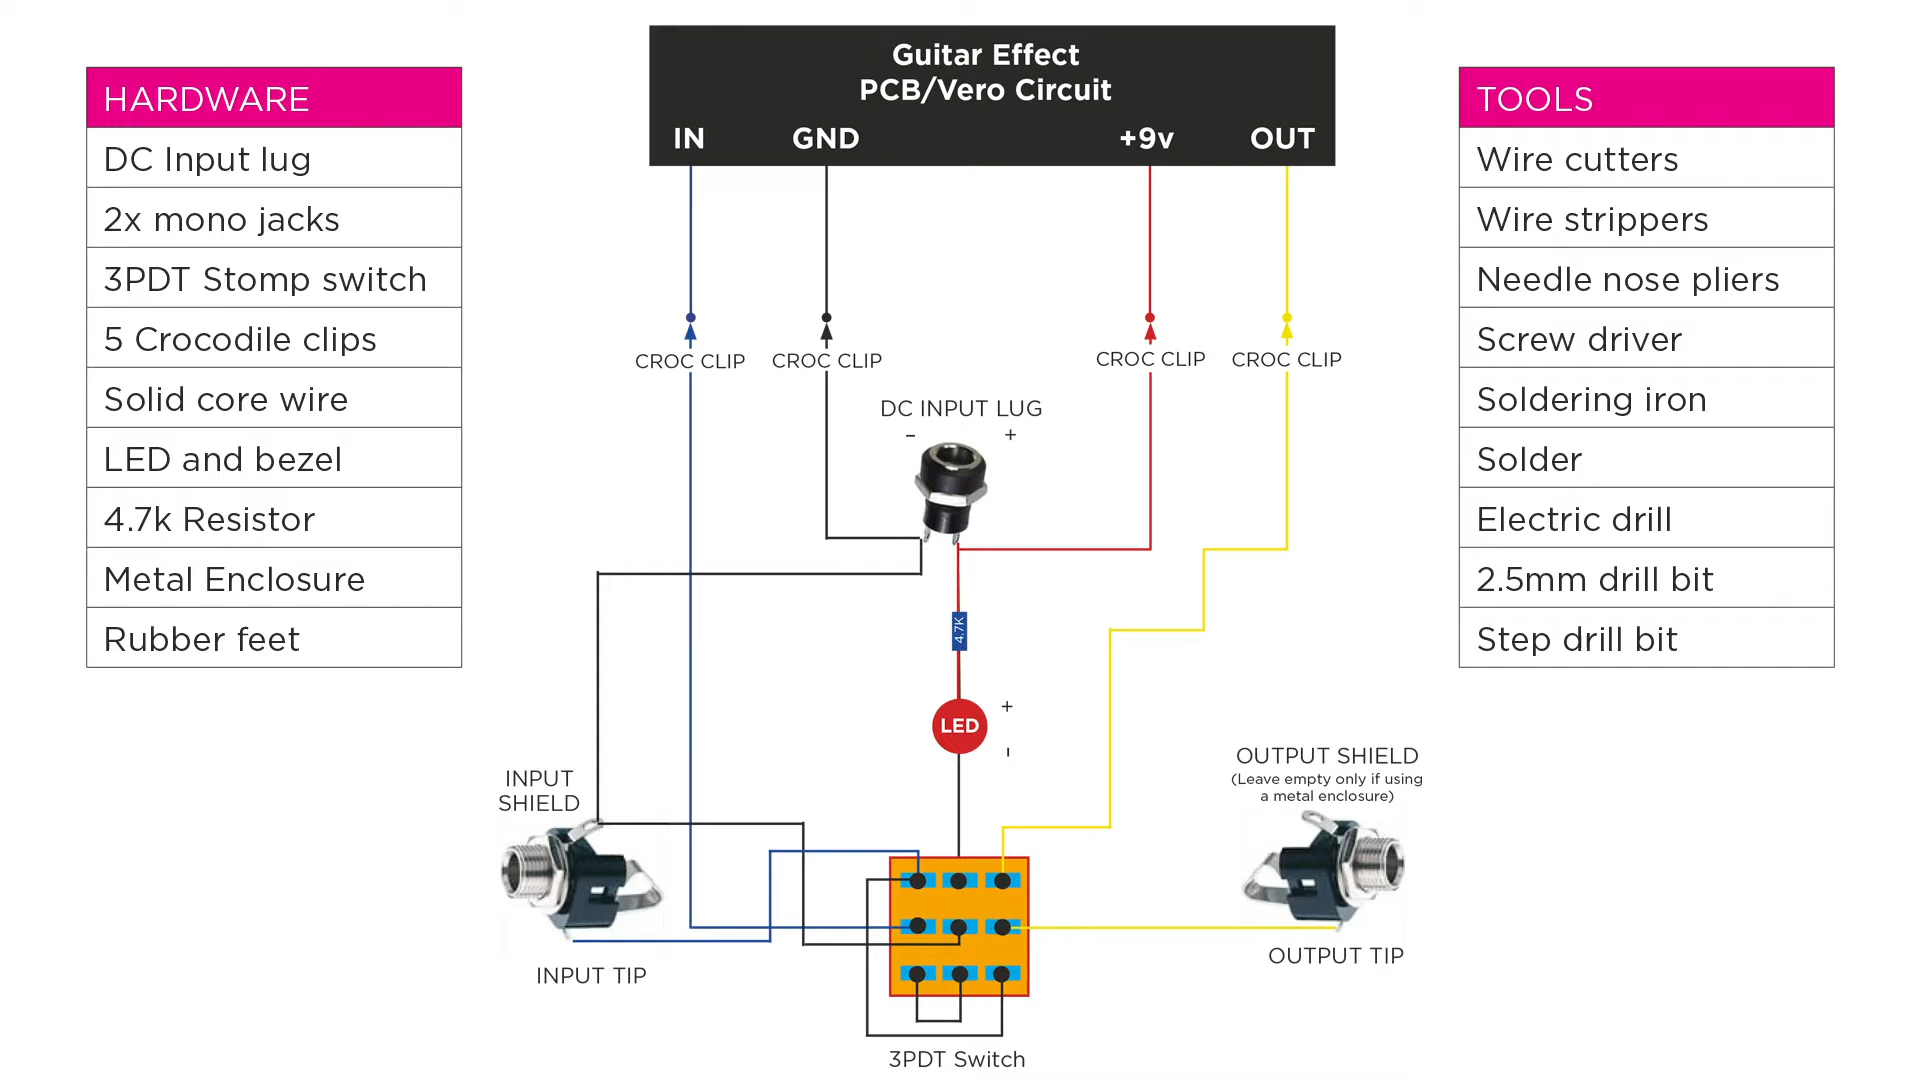 HARDWARE
DC Input lug
2x mono jacks
3PDT Stomp switch
5 Crocodile clips
Solid core wire
LED and bezel
4.7k Resistor
Metal Enclosure
Rubber feet
Guitar Effect
PCB/Vero Circuit
IN GND +9v OUT
CROC CLIP CROC CLIP CROC CLIP CROC CLIP
DC INPUT LUG
– +
4.7K
LED
+
-
INPUT
SHIELD
INPUT TIP
OUTPUT SHIELD
(Leave empty only if using
a metal enclosure)
OUTPUT TIP
3PDT Switch
TOOLS
Wire cutters
Wire strippers
Needle nose pliers
Screw driver
Soldering iron
Solder
Electric drill
2.5mm drill bit
Step drill bit